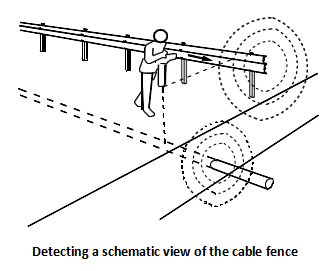 Detecting a schematic view of the cable fence